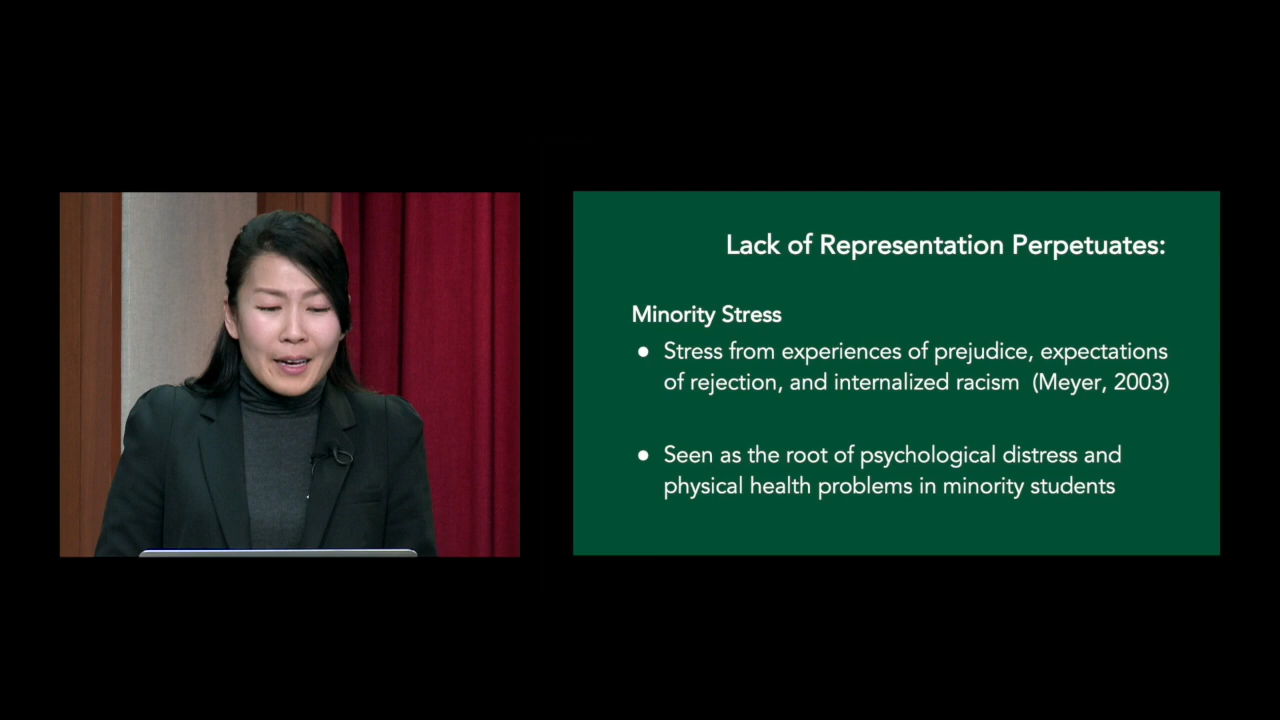 Lack of Representation Perpetuates:
Minority Stress
● Stress from experiences of prejudice, expectations
of rejection, and internalized racism (Meyer, 2003)
● Seen as the root of psychological distress and
physical health problems in minority students